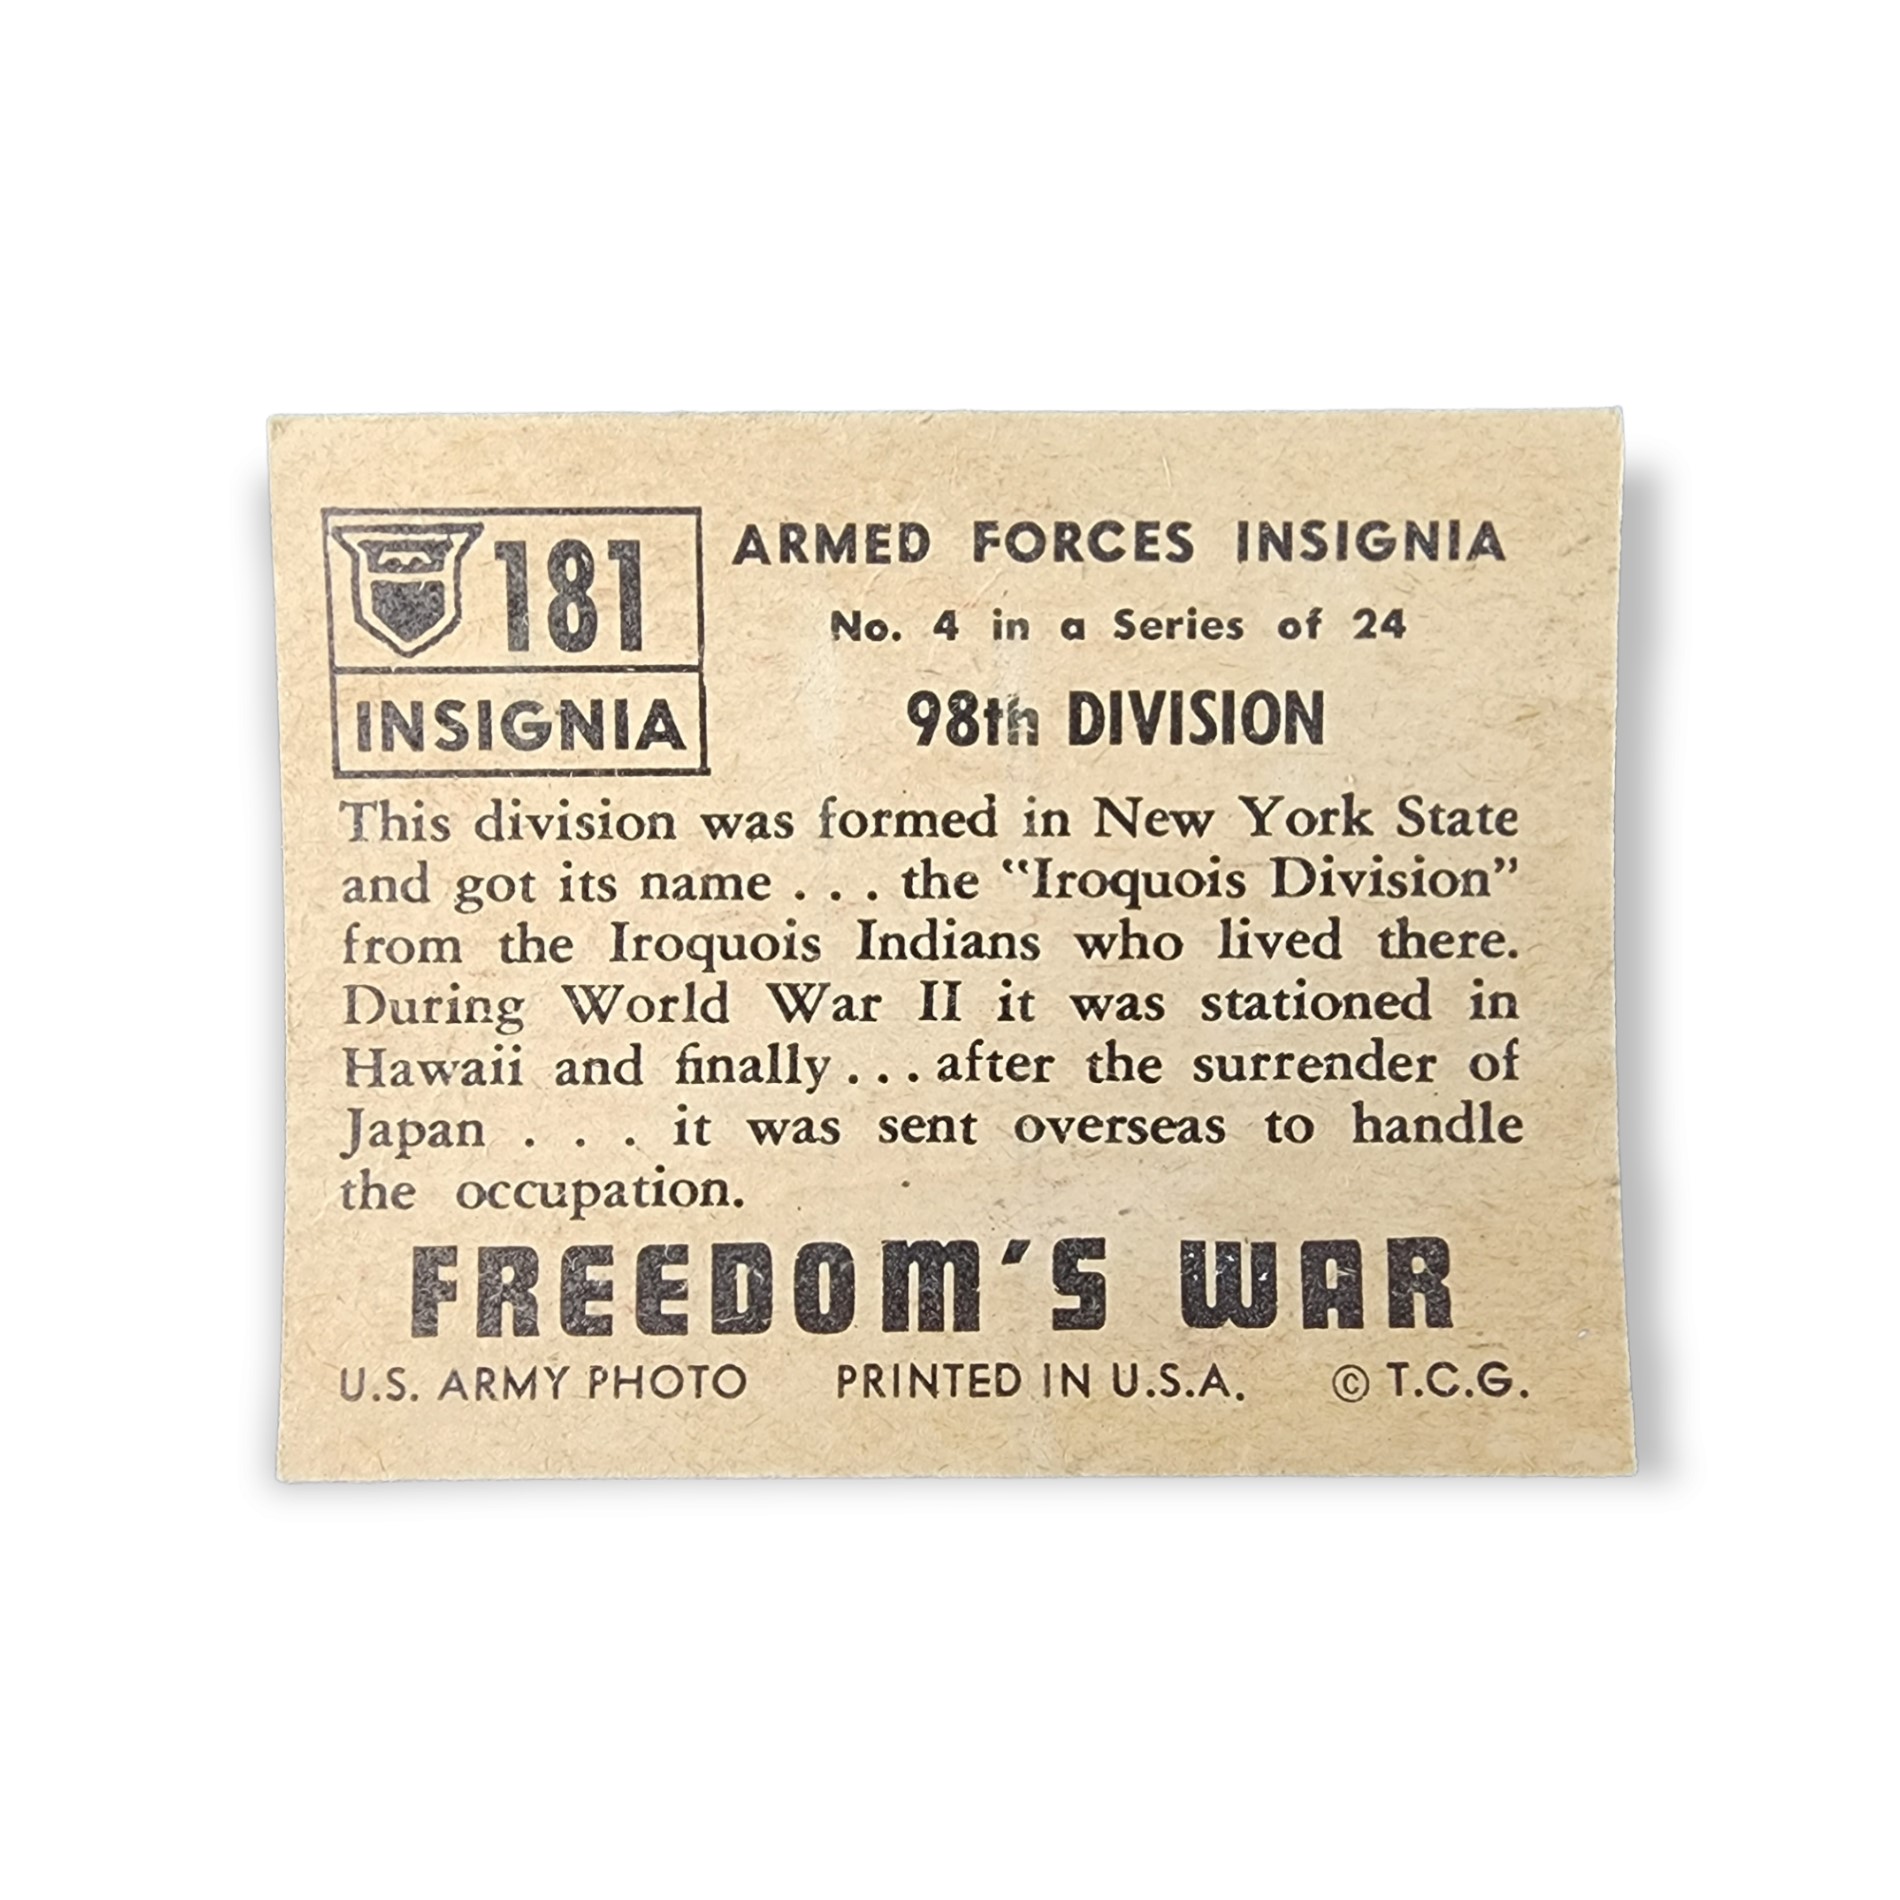 181
INSIGNIA
ARMED FORCES INSIGNIA
No. 4 in a Series of 24
98th DIVISION
This division was formed in New York State
and got its name . . . the “Iroquois Division”
from the Iroquois Indians who lived there.
During World War II it was stationed in
Hawaii and finally . . . after the surrender of
Japan . . . it was sent overseas to handle
the occupation.
FREEDOM'S WAR
U.S. ARMY PHOTO PRINTED IN U.S.A. © T.C.G.